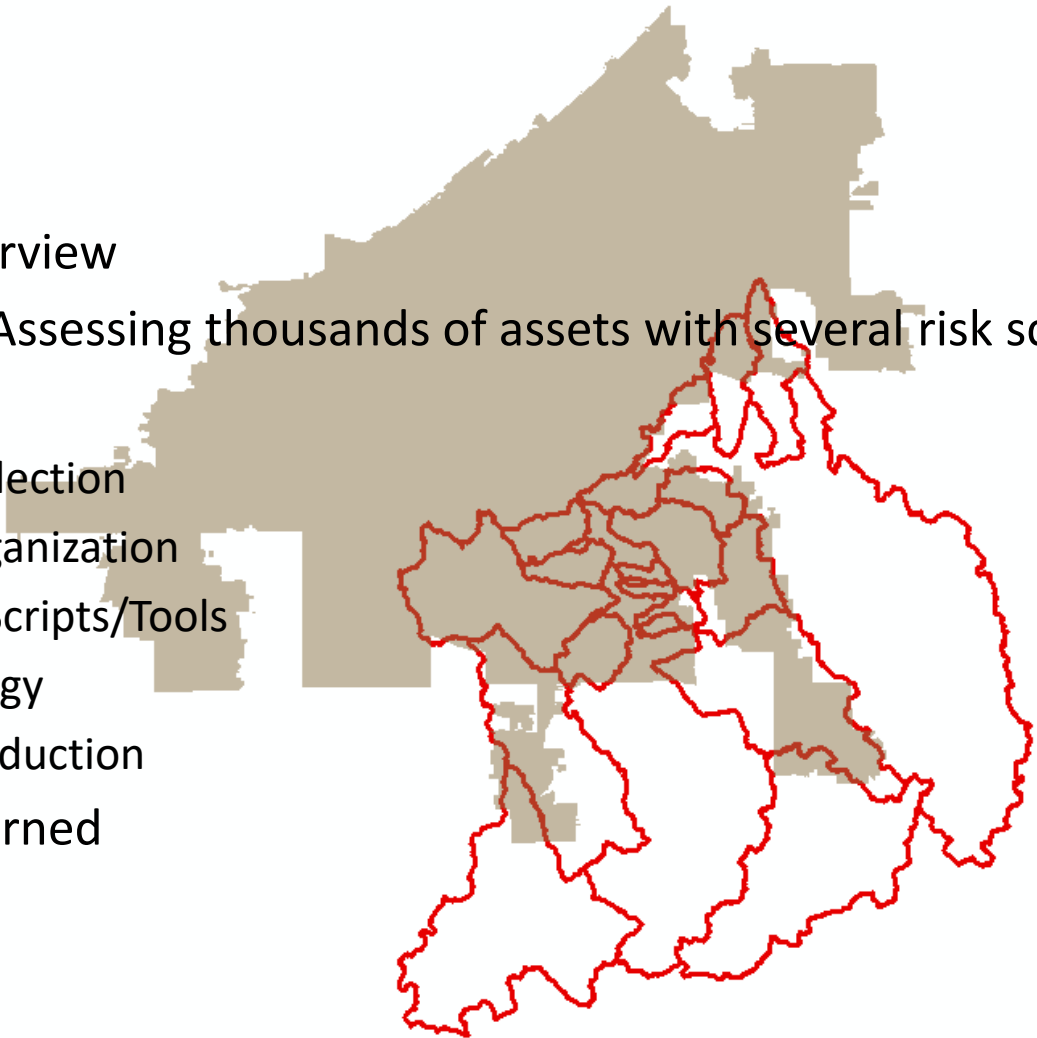 rview
Assessing thousands of assets with several risk sc
lection
ganization
Scripts/Tools
gy
duction
rned